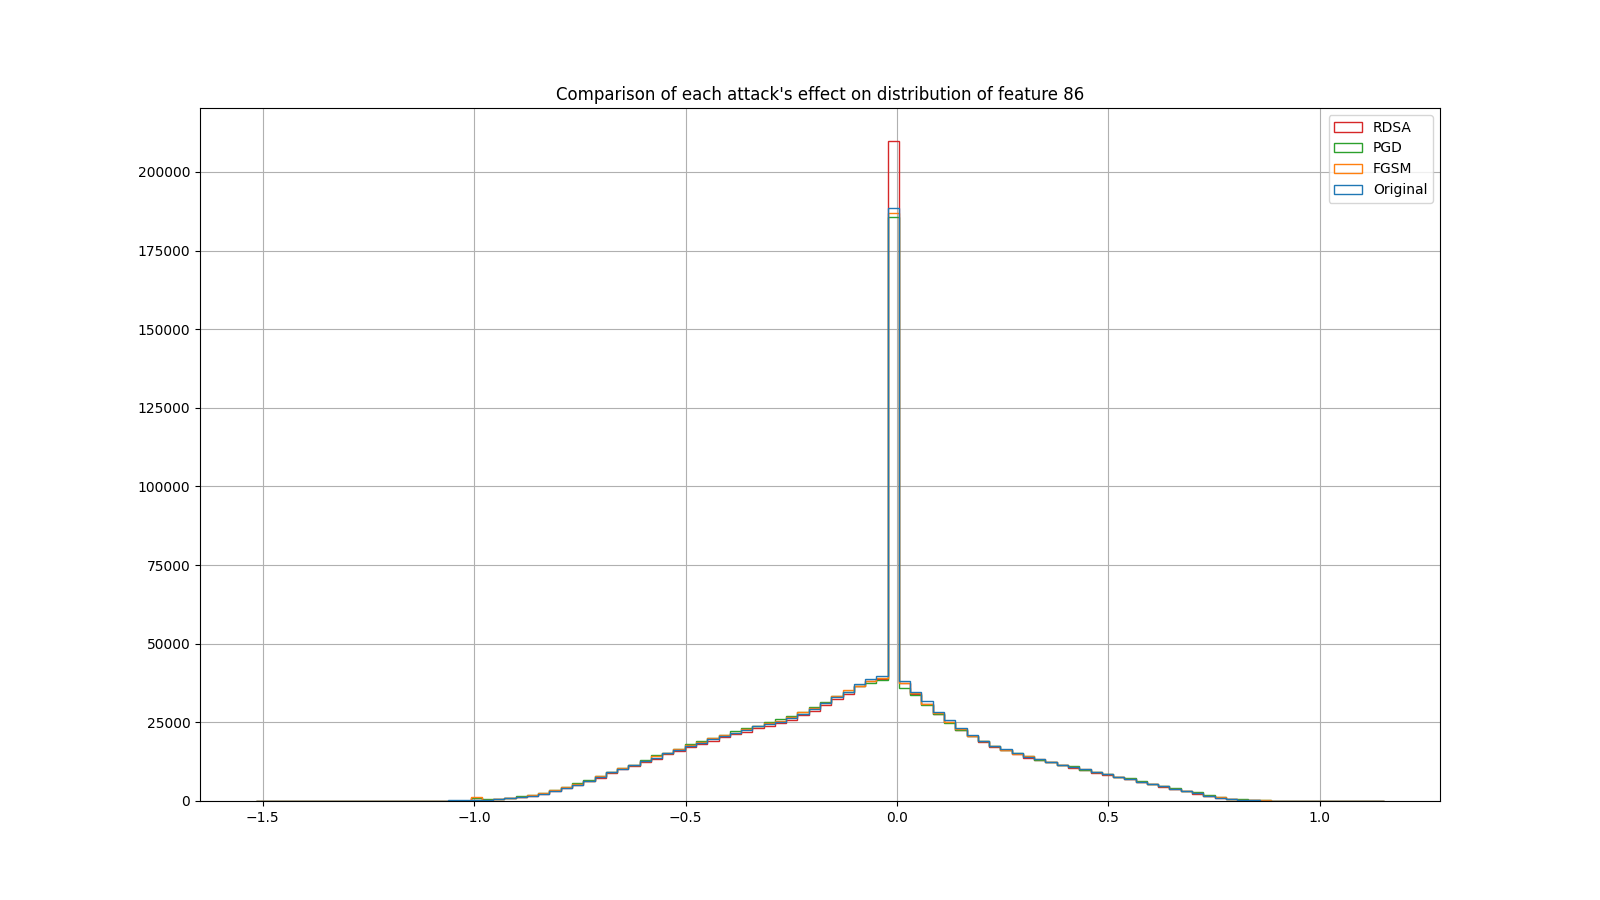 Comparison of each attack's effect on distribution of feature 86
RDSA
PGD
FGSM
Original
200000
175000
150000
125000
100000
75000
50000
25000
0
−1.5 −1.0 −0.5 0.0 0.5 1.0